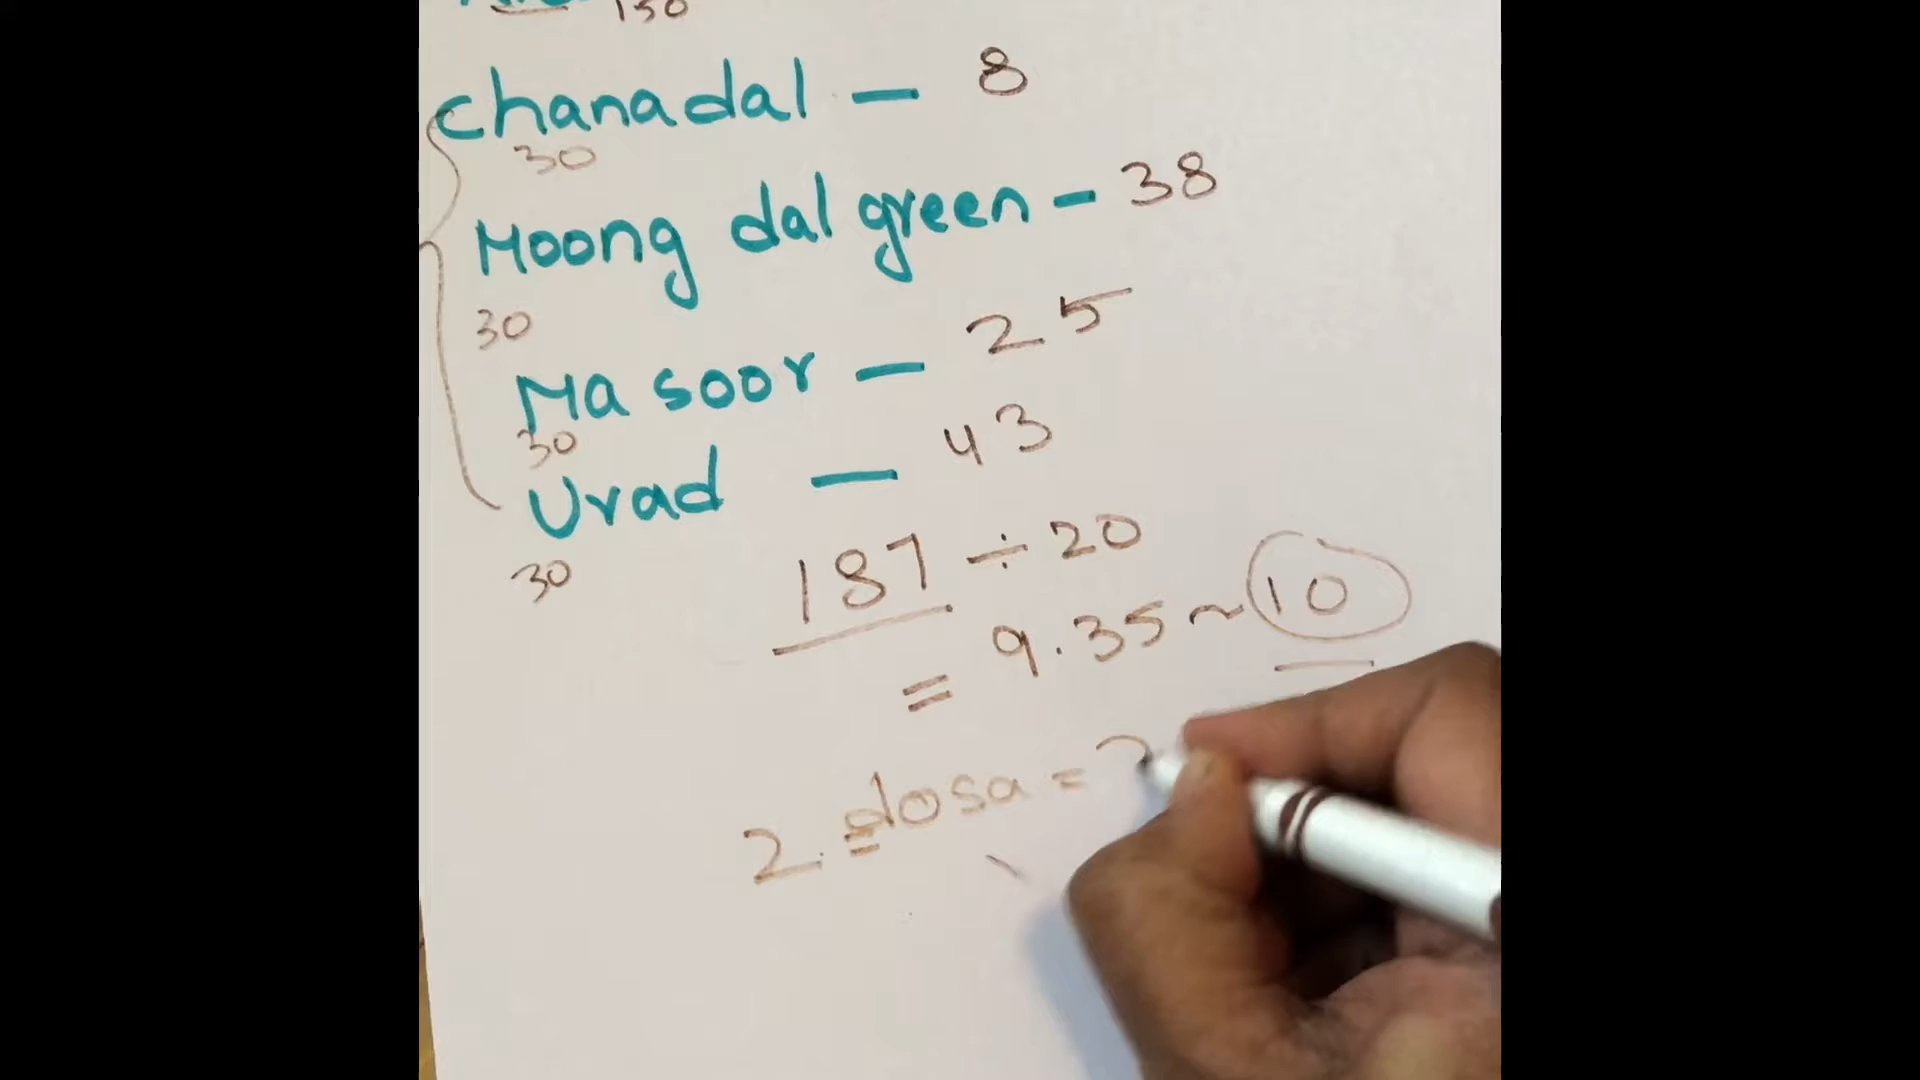 150
Chanadal — 8
30
Moong dal green - 38
30
Masoor — 25
30
Urad — 43
30
187 ÷ 20
= 9.35 ~ 10
2 dosa =